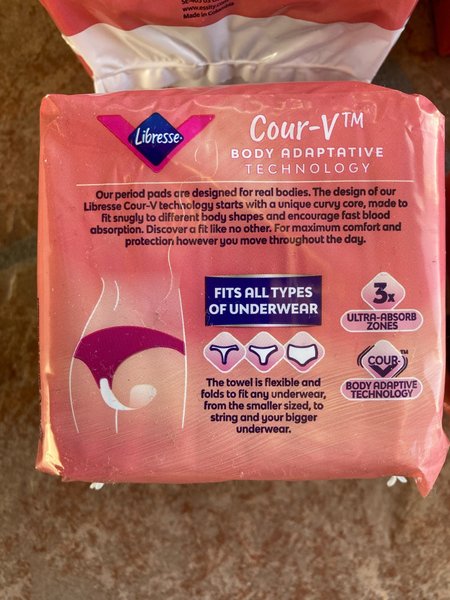 www.essity.com
Made in Colombia
Libresse
Cour-V™
BODY ADAPTATIVE
TECHNOLOGY
Our period pads are designed for real bodies. The design of our
Libresse Cour-V technology starts with a unique curvy core, made to
fit snugly to different body shapes and encourage fast blood
absorption. Discover a fit like no other. For maximum comfort and
protection however you move throughout the day.
FITS ALL TYPES
OF UNDERWEAR
3x
ULTRA-ABSORB
ZONES
COUR-V™
BODY ADAPTIVE
TECHNOLOGY
The towel is flexible and
folds to fit any underwear,
from the smaller sized, to
string and your bigger
underwear.